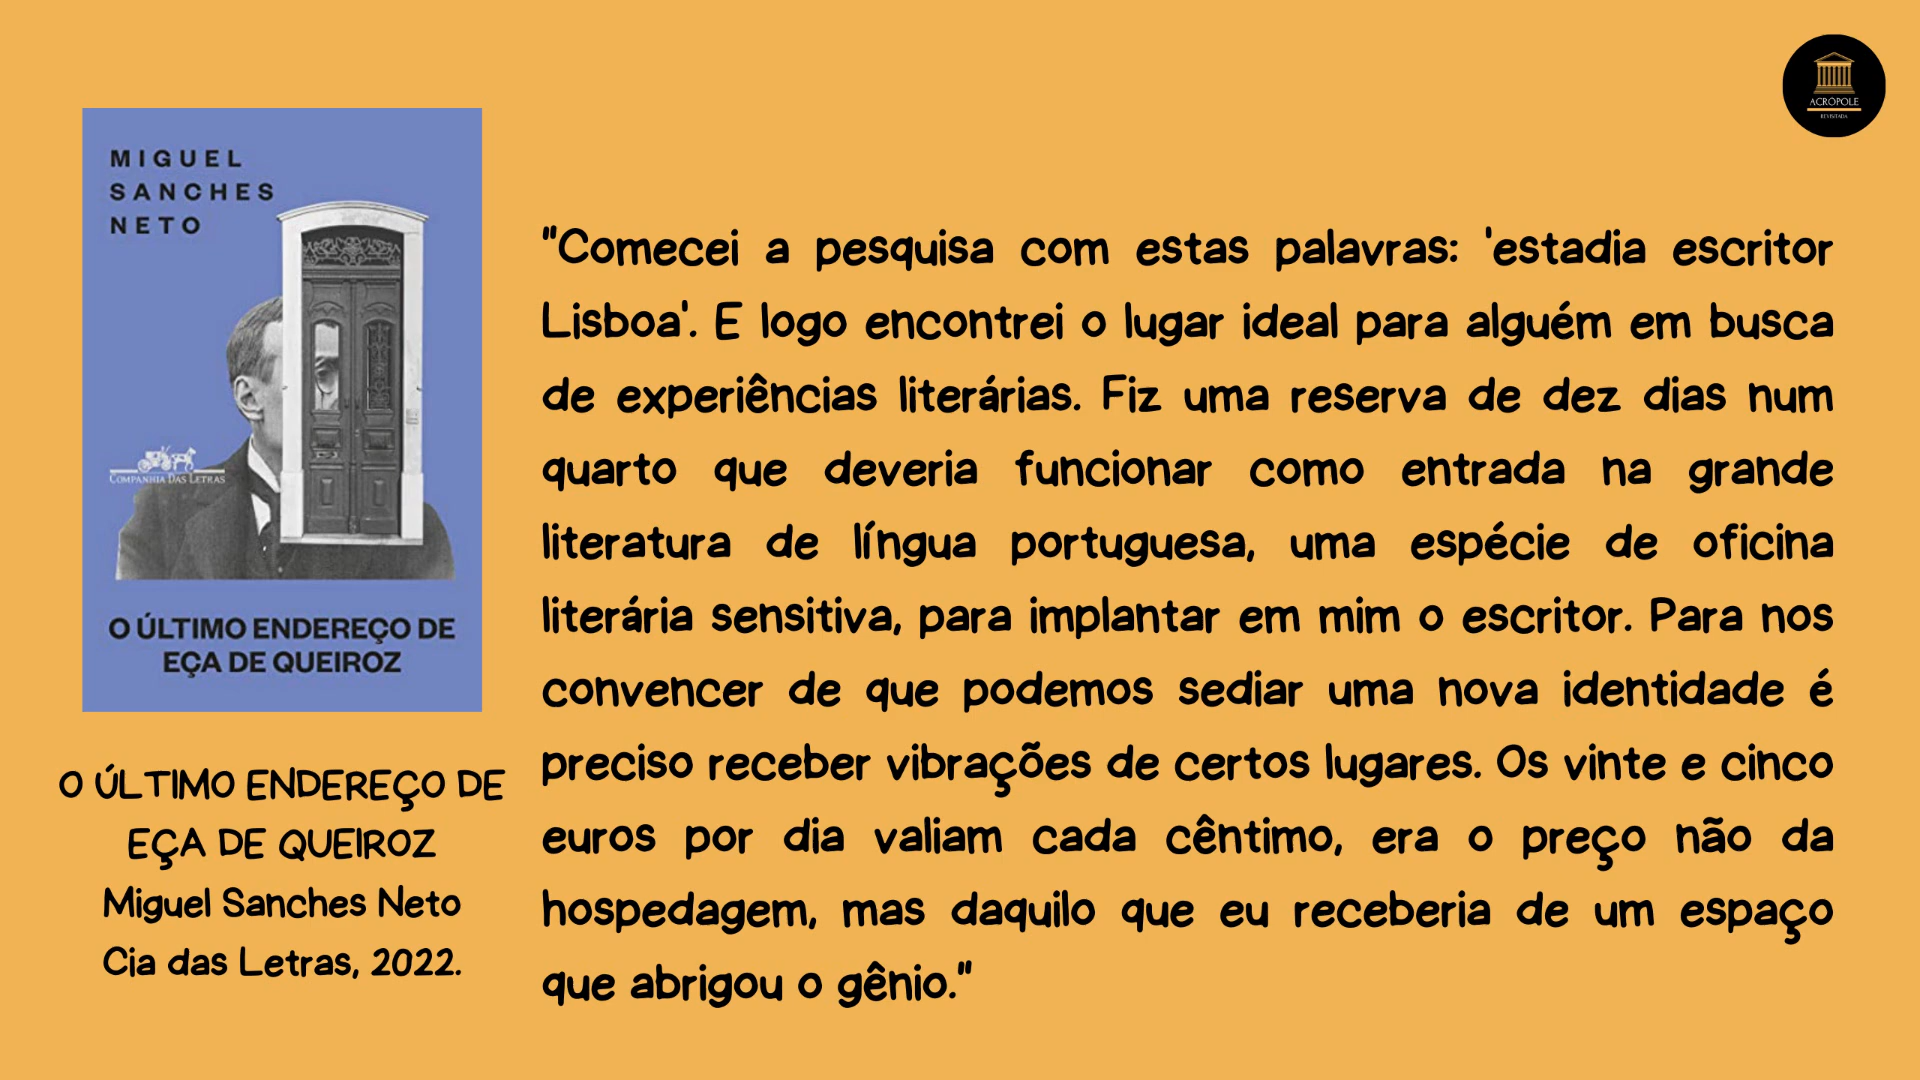 ACRÓPOLE
REVISITADA
MIGUEL
SANCHES
NETO
COMPANHIA DAS LETRAS
O ÚLTIMO ENDEREÇO DE
EÇA DE QUEIROZ
O ÚLTIMO ENDEREÇO DE
EÇA DE QUEIROZ
Miguel Sanches Neto
Cia das Letras, 2022.
"Comecei a pesquisa com estas palavras: 'estadia escritor
Lisboa'. E logo encontrei o lugar ideal para alguém em busca
de experiências literárias. Fiz uma reserva de dez dias num
quarto que deveria funcionar como entrada na grande
literatura de língua portuguesa, uma espécie de oficina
literária sensitiva, para implantar em mim o escritor. Para nos
convencer de que podemos sediar uma nova identidade é
preciso receber vibrações de certos lugares. Os vinte e cinco
euros por dia valiam cada cêntimo, era o preço não da
hospedagem, mas daquilo que eu receberia de um espaço
que abrigou o gênio."